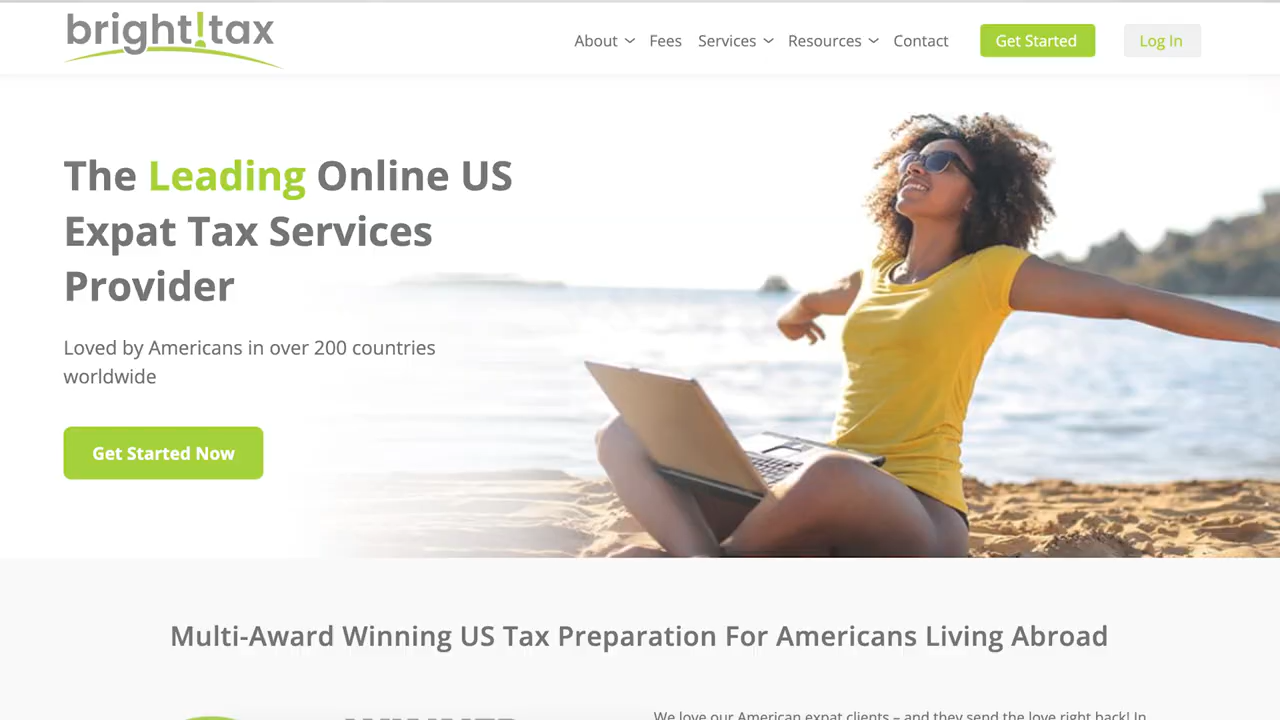 bright!tax
About Fees Services Resources Contact Get Started Log In
The Leading Online US
Expat Tax Services
Provider
Loved by Americans in over 200 countries
worldwide
Get Started Now
Multi-Award Winning US Tax Preparation For Americans Living Abroad
We love our American expat clients – and they send the love right back! In